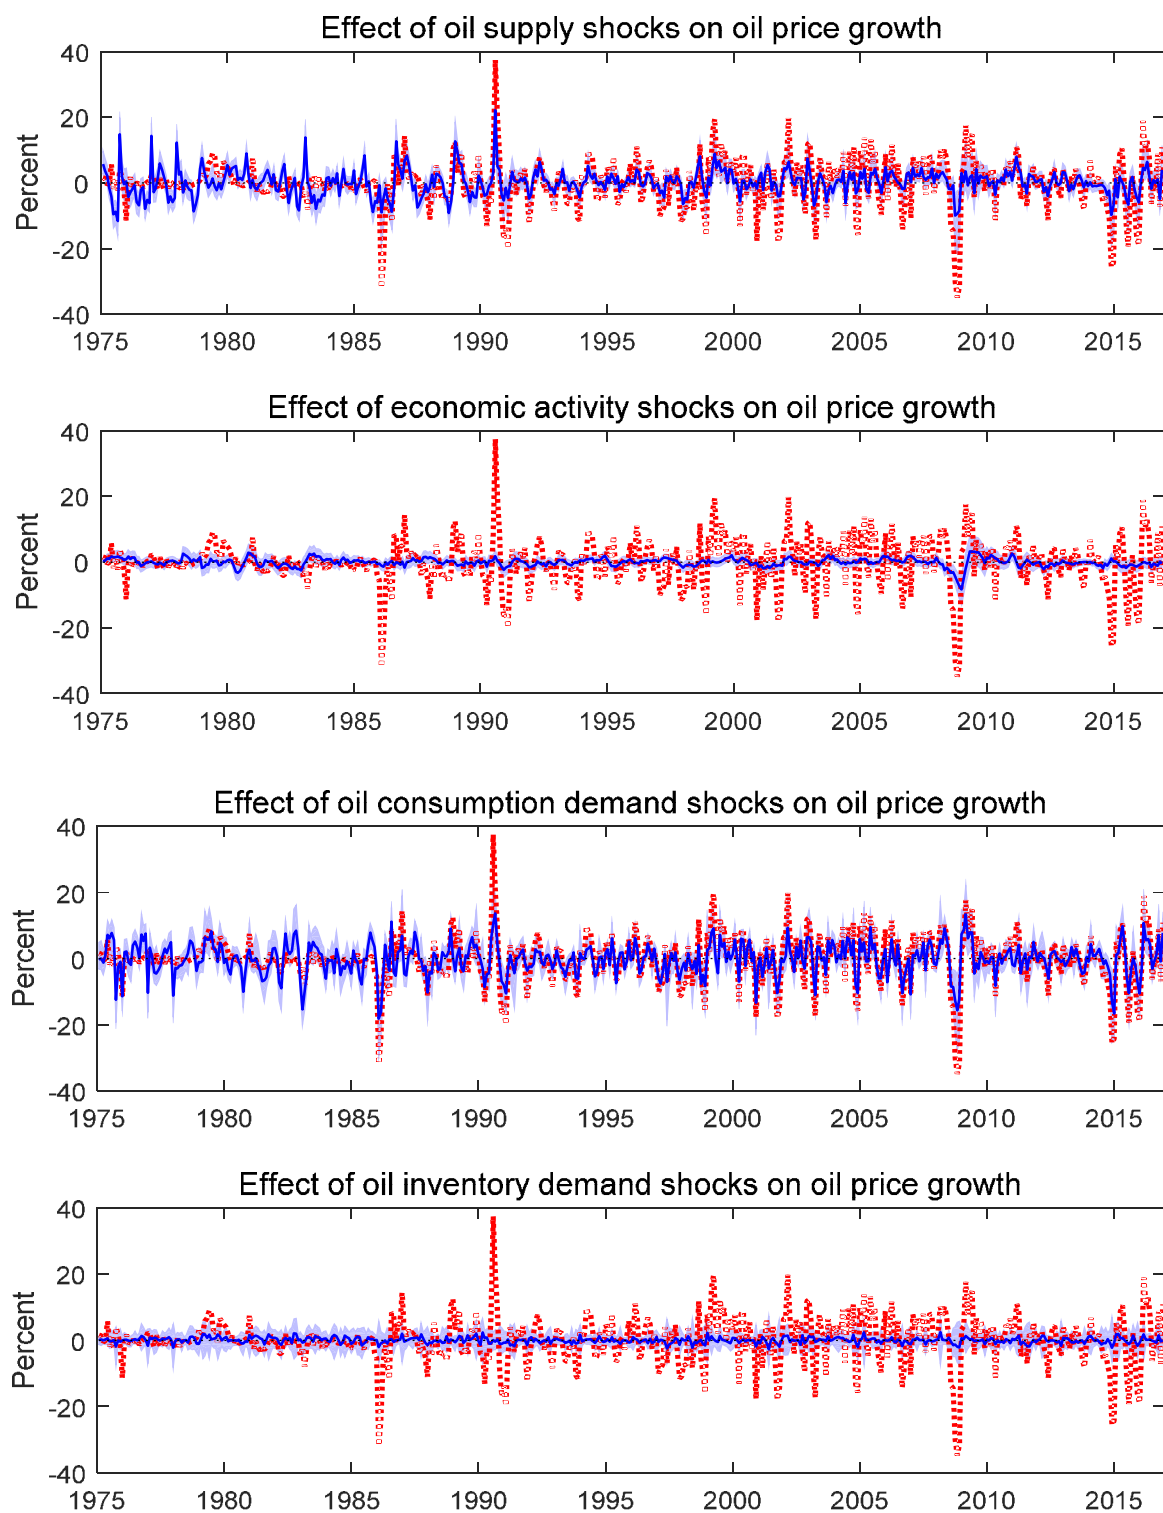 Effect of oil supply shocks on oil price growth
Percent
40
20
0
-20
-40
1975 1980 1985 1990 1995 2000 2005 2010 2015
Effect of economic activity shocks on oil price growth
Percent
40
20
0
-20
-40
1975 1980 1985 1990 1995 2000 2005 2010 2015
Effect of oil consumption demand shocks on oil price growth
Percent
40
20
0
-20
-40
1975 1980 1985 1990 1995 2000 2005 2010 2015
Effect of oil inventory demand shocks on oil price growth
Percent
40
20
0
-20
-40
1975 1980 1985 1990 1995 2000 2005 2010 2015